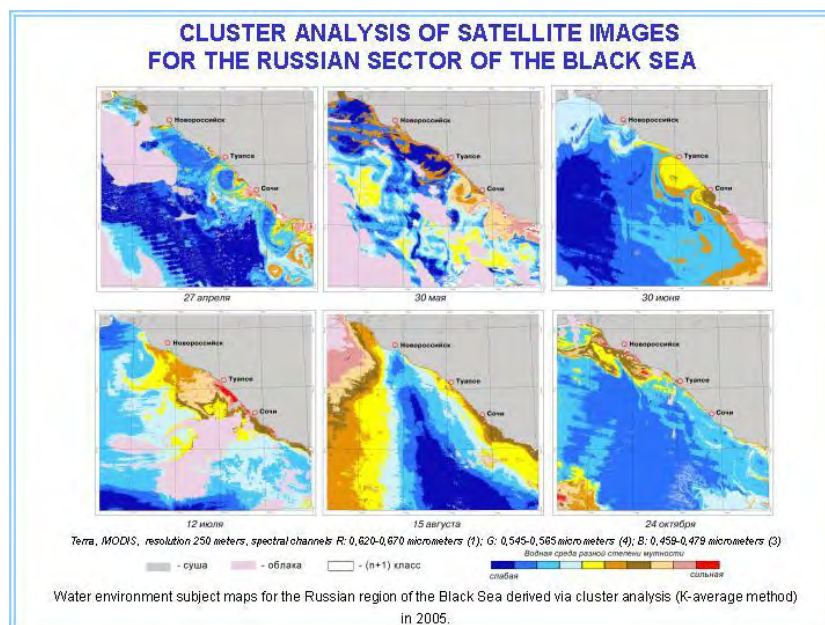 CLUSTER ANALYSIS OF SATELLITE IMAGES
FOR THE RUSSIAN SECTOR OF THE BLACK SEA
Новороссийск
Туапсе
Сочи
27 апреля
Новороссийск
Туапсе
Сочи
30 мая
Новороссийск
Туапсе
Сочи
30 июня
Новороссийск
Туапсе
Сочи
12 июля
Новороссийск
Туапсе
Сочи
15 августа
Новороссийск
Туапсе
Сочи
24 октября
Terra, MODIS, resolution 250 meters, spectral channels R: 0,620-0,670 micrometers (1); G: 0,545-0,565 micrometers (4); B: 0,459-0,479 micrometers (3)
Водная среда разной степени мутности
- суша - облака - (n+1) класс
слабая сильная
Water environment subject maps for the Russian region of the Black Sea derived via cluster analysis (K-average method)
in 2005.